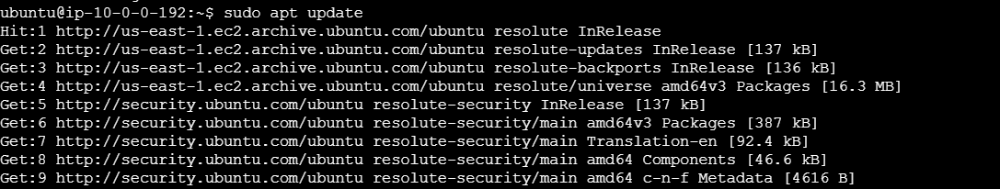 ubuntu@ip-10-0-0-192:~$ sudo apt update
Hit:1 http://us-east-1.ec2.archive.ubuntu.com/ubuntu resolute InRelease
Get:2 http://us-east-1.ec2.archive.ubuntu.com/ubuntu resolute-updates InRelease [137 kB]
Get:3 http://us-east-1.ec2.archive.ubuntu.com/ubuntu resolute-backports InRelease [136 kB]
Get:4 http://us-east-1.ec2.archive.ubuntu.com/ubuntu resolute/universe amd64v3 Packages [16.3 MB]
Get:5 http://security.ubuntu.com/ubuntu resolute-security InRelease [137 kB]
Get:6 http://security.ubuntu.com/ubuntu resolute-security/main amd64v3 Packages [387 kB]
Get:7 http://security.ubuntu.com/ubuntu resolute-security/main Translation-en [92.4 kB]
Get:8 http://security.ubuntu.com/ubuntu resolute-security/main amd64 Components [46.6 kB]
Get:9 http://security.ubuntu.com/ubuntu resolute-security/main amd64 c-n-f Metadata [4616 B]